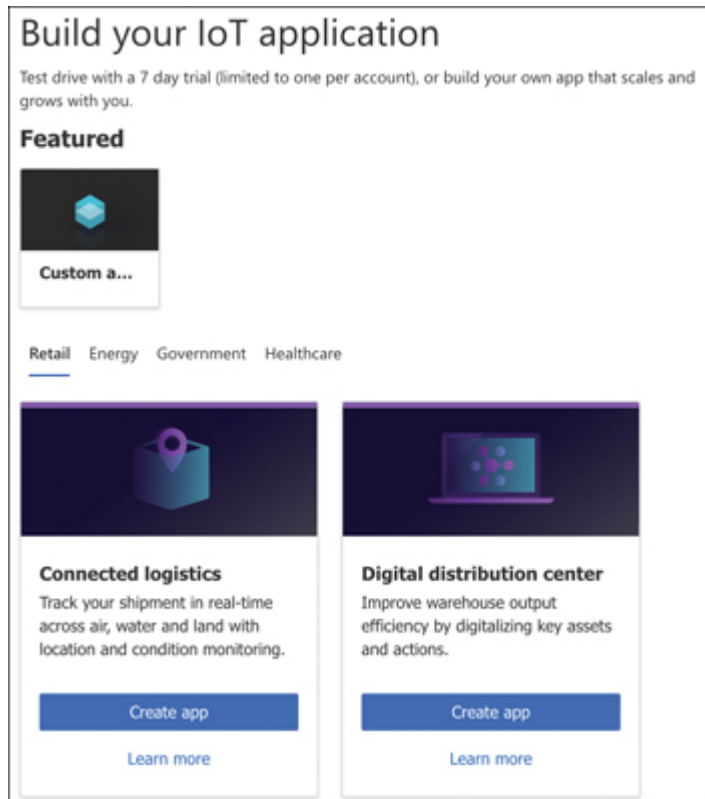 Build your IoT application
Test drive with a 7 day trial (limited to one per account), or build your own app that scales and
grows with you.
Featured
Custom a...
Retail Energy Government Healthcare
Connected logistics
Track your shipment in real-time
across air, water and land with
location and condition monitoring.
Create app
Learn more
Digital distribution center
Improve warehouse output
efficiency by digitalizing key assets
and actions.
Create app
Learn more